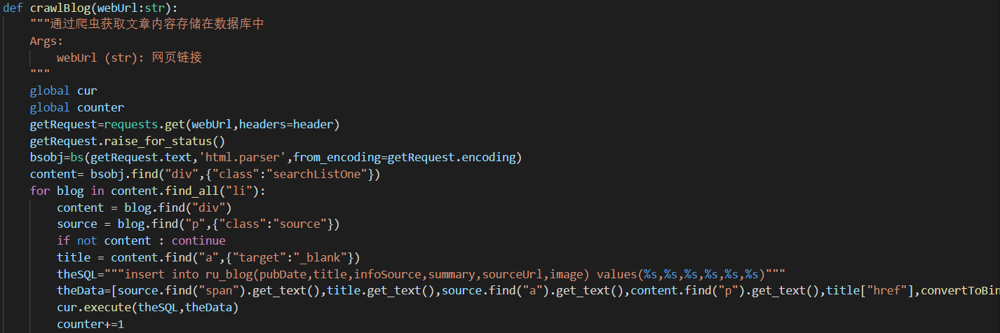 def crawlBlog(webUrl:str):
    """通过爬虫获取文章内容存储在数据库中
    Args:
        webUrl (str): 网页链接
    """
    global cur
    global counter
    getRequest=requests.get(webUrl,headers=header)
    getRequest.raise_for_status()
    bsobj=bs(getRequest.text,'html.parser',from_encoding=getRequest.encoding)
    content= bsobj.find("div",{"class":"searchListOne"})
    for blog in content.find_all("li"):
        content = blog.find("div")
        source = blog.find("p",{"class":"source"})
        if not content : continue
        title = content.find("a",{"target":"_blank"})
        theSQL="""insert into ru_blog(pubDate,title,infoSource,summary,sourceUrl,image) values(%s,%s,%s,%s,%s,%s)"""
        theData=[source.find("span").get_text(),title.get_text(),source.find("a").get_text(),content.find("p").get_text(),title["href"],convertToBin
        cur.execute(theSQL,theData)
        counter+=1